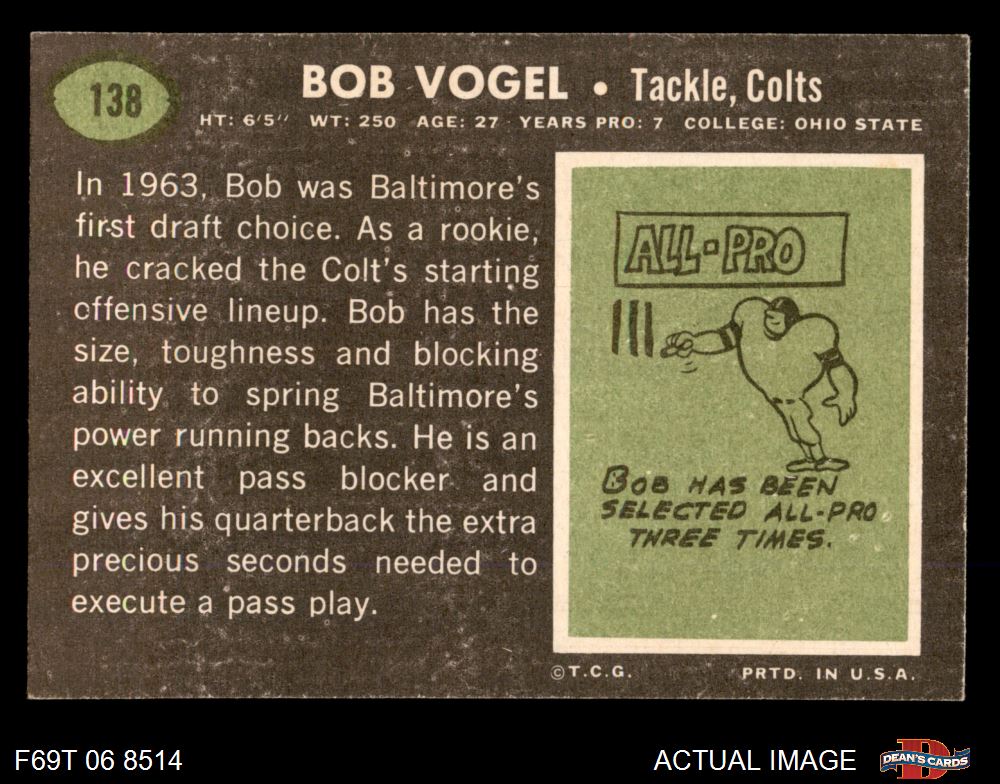 138
BOB VOGEL • Tackle, Colts
HT: 6'5'' WT: 250 AGE: 27 YEARS PRO: 7 COLLEGE: OHIO STATE
In 1963, Bob was Baltimore's
first draft choice. As a rookie,
he cracked the Colt's starting
offensive lineup. Bob has the
size, toughness and blocking
ability to spring Baltimore's
power running backs. He is an
excellent pass blocker and
gives his quarterback the extra
precious seconds needed to
execute a pass play.
ALL-PRO
BOB HAS BEEN
SELECTED ALL-PRO
THREE TIMES.
© T.C.G. PRTD. IN U.S.A.
F69T 06 8514 ACTUAL IMAGE
D
DEAN'S CARDS